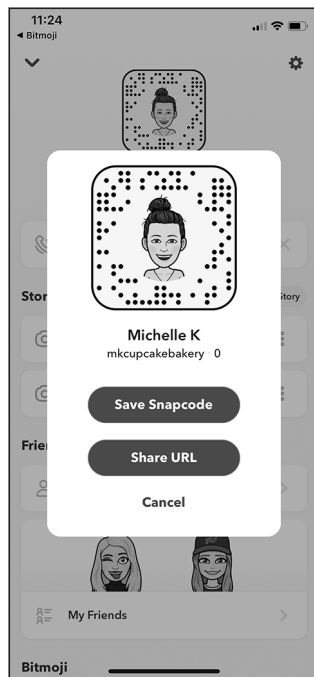 11:24
◀ Bitmoji
Michelle K
mkcupcakebakery 0
Stor
Story
Save Snapcode
Share URL
Frie
Cancel
My Friends
Bitmoji